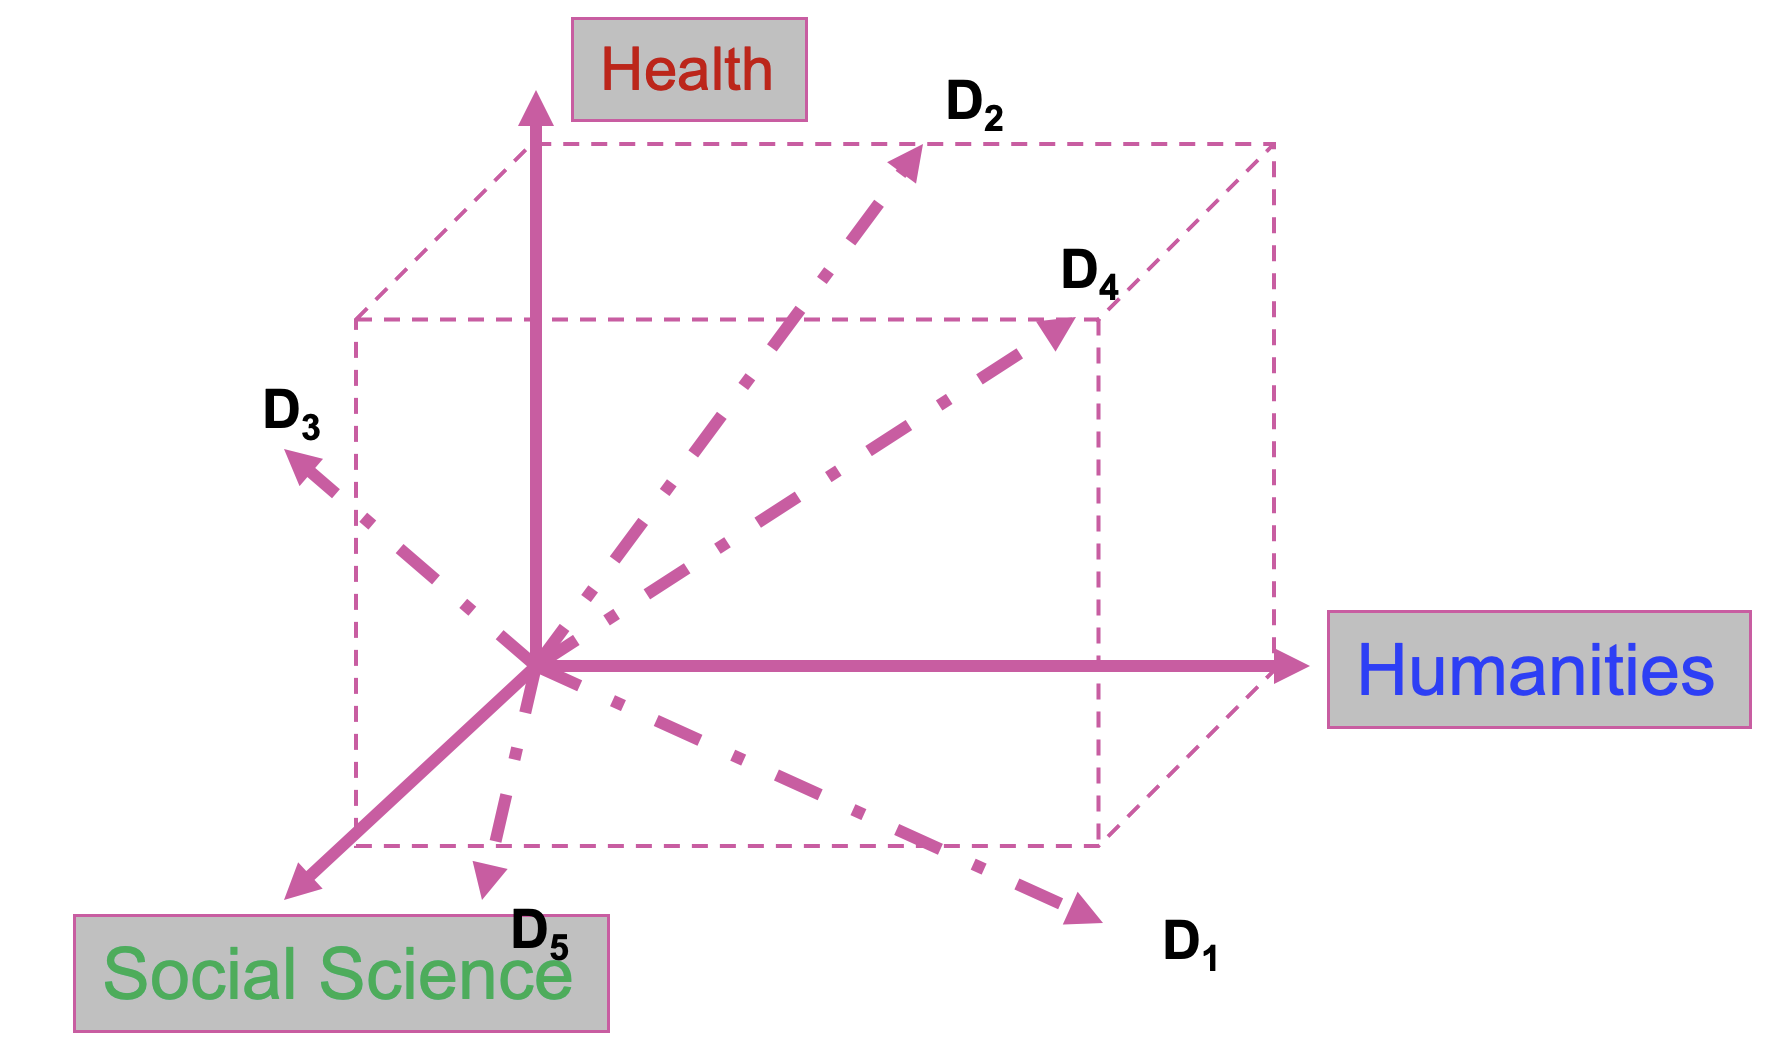 Health
D₂
D₄
D₃
Humanities
D₅
D₁
Social Science